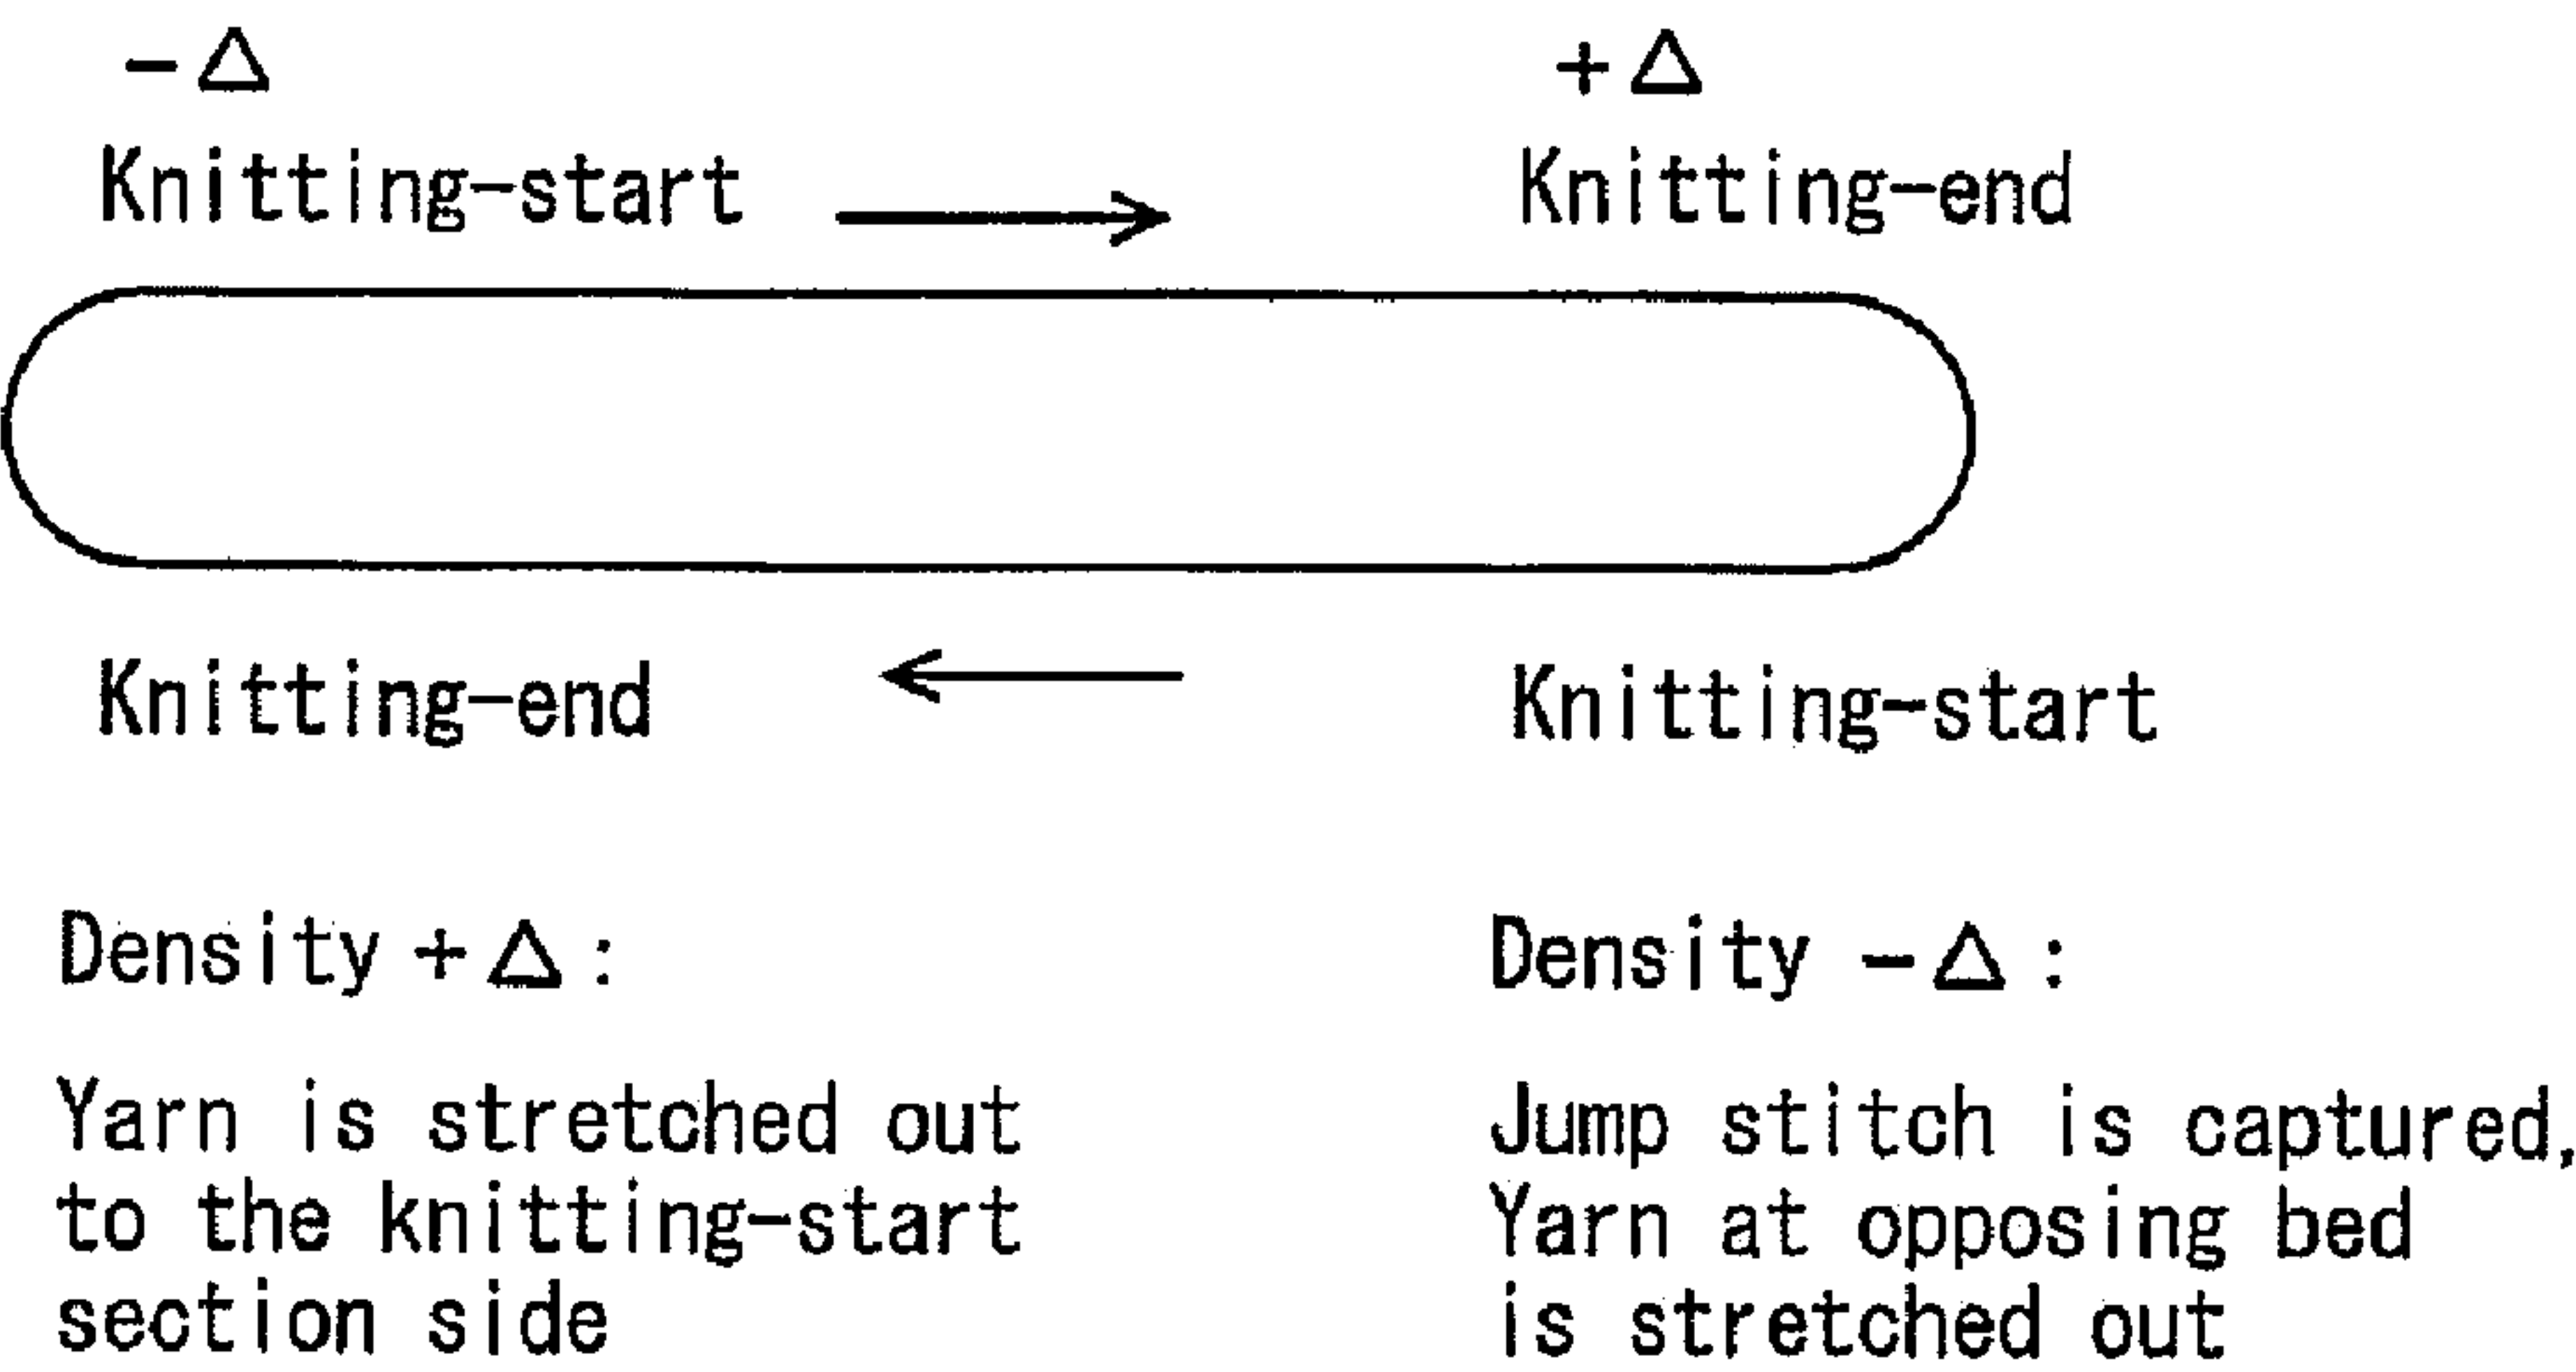 −△ +△
Knitting-start → Knitting-end
Knitting-end ← Knitting-start
Density +△: Density −△:
Yarn is stretched out
to the knitting-start
section side
Jump stitch is captured,
Yarn at opposing bed
is stretched out